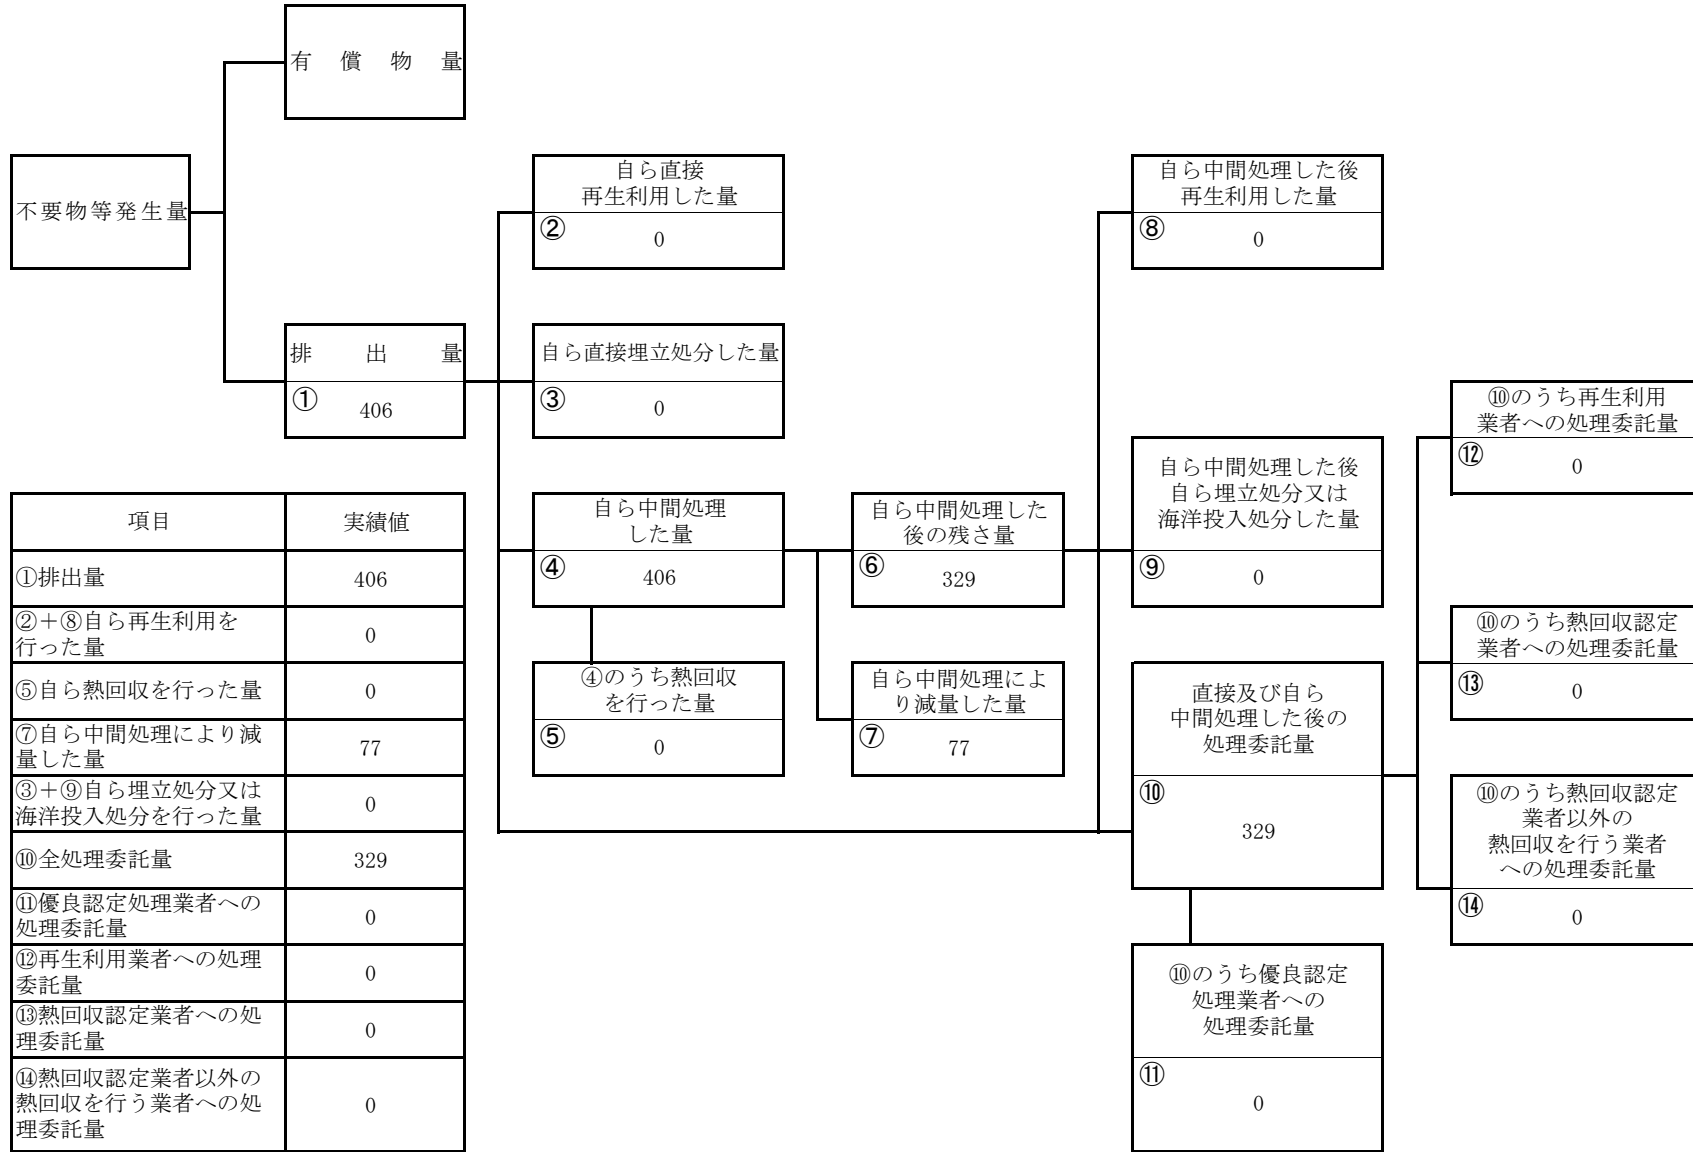 有償物量
不要物等発生量
排出量
①
406
自ら直接
再生利用した量
②
0
自ら直接埋立処分した量
③
0
自ら中間処理
した量
④
406
④のうち熱回収
を行った量
⑤
0
自ら中間処理した
後の残さ量
⑥
329
自ら中間処理によ
り減量した量
⑦
77
自ら中間処理した後
再生利用した量
⑧
0
自ら中間処理した後
自ら埋立処分又は
海洋投入処分した量
⑨
0
直接及び自ら
中間処理した後の
処理委託量
⑩
329
⑩のうち優良認定
処理業者への
処理委託量
⑪
0
⑩のうち再生利用
業者への処理委託量
⑫
0
⑩のうち熱回収認定
業者への処理委託量
⑬
0
⑩のうち熱回収認定
業者以外の
熱回収を行う業者
への処理委託量
⑭
0
項目 実績値
①排出量 406
②＋⑧自ら再生利用を
行った量 0
⑤自ら熱回収を行った量 0
⑦自ら中間処理により減
量した量 77
③＋⑨自ら埋立処分又は
海洋投入処分を行った量 0
⑩全処理委託量 329
⑪優良認定処理業者への
処理委託量 0
⑫再生利用業者への処理
委託量 0
⑬熱回収認定業者への処
理委託量 0
⑭熱回収認定業者以外の
熱回収を行う業者への処
理委託量 0